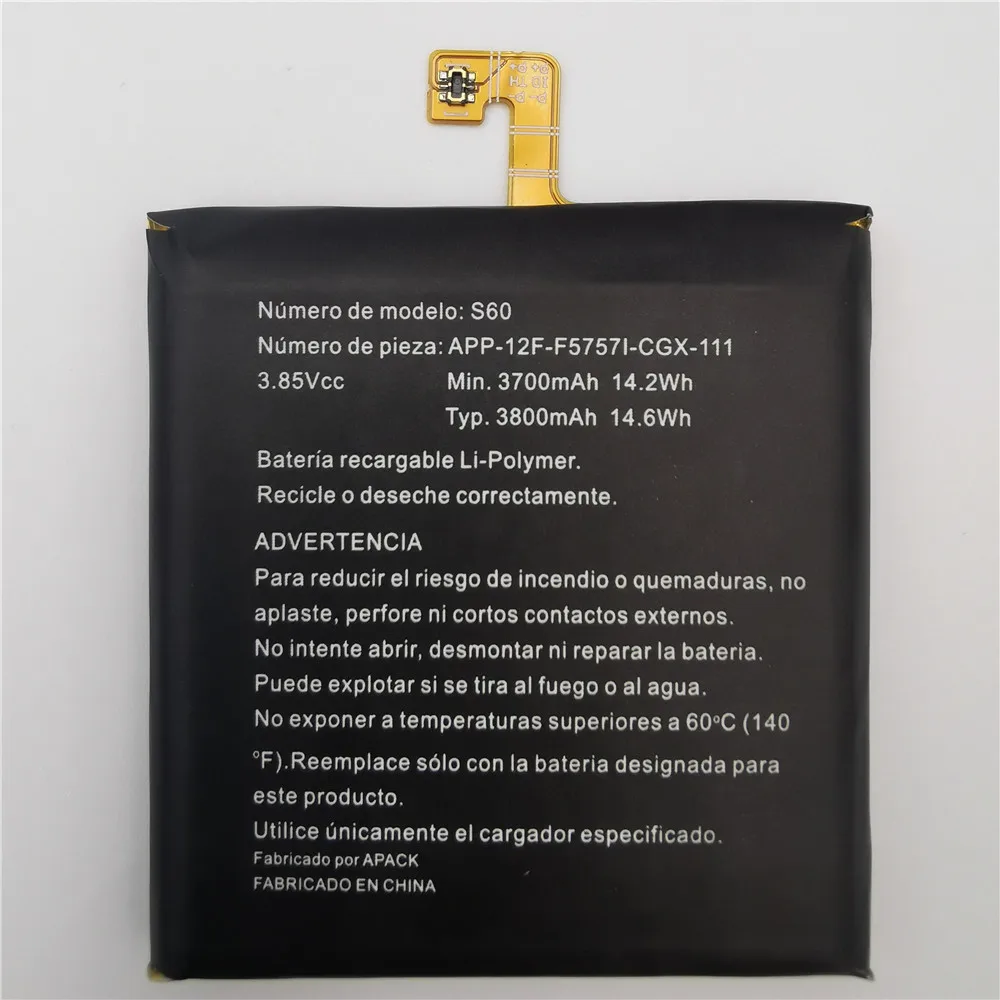 Número de modelo: S60
Número de pieza: APP-12F-F5757I-CGX-111
3.85Vcc Min. 3700mAh 14.2Wh
Typ. 3800mAh 14.6Wh
Batería recargable Li-Polymer.
Recicle o deseche correctamente.
ADVERTENCIA
Para reducir el riesgo de incendio o quemaduras, no
aplaste, perfore ni cortos contactos externos.
No intente abrir, desmontar ni reparar la bateria.
Puede explotar si se tira al fuego o al agua.
No exponer a temperaturas superiores a 60ºC (140
°F).Reemplace sólo con la bateria designada para
este producto.
Utilice únicamente el cargador especificado.
Fabricado por APACK
FABRICADO EN CHINA